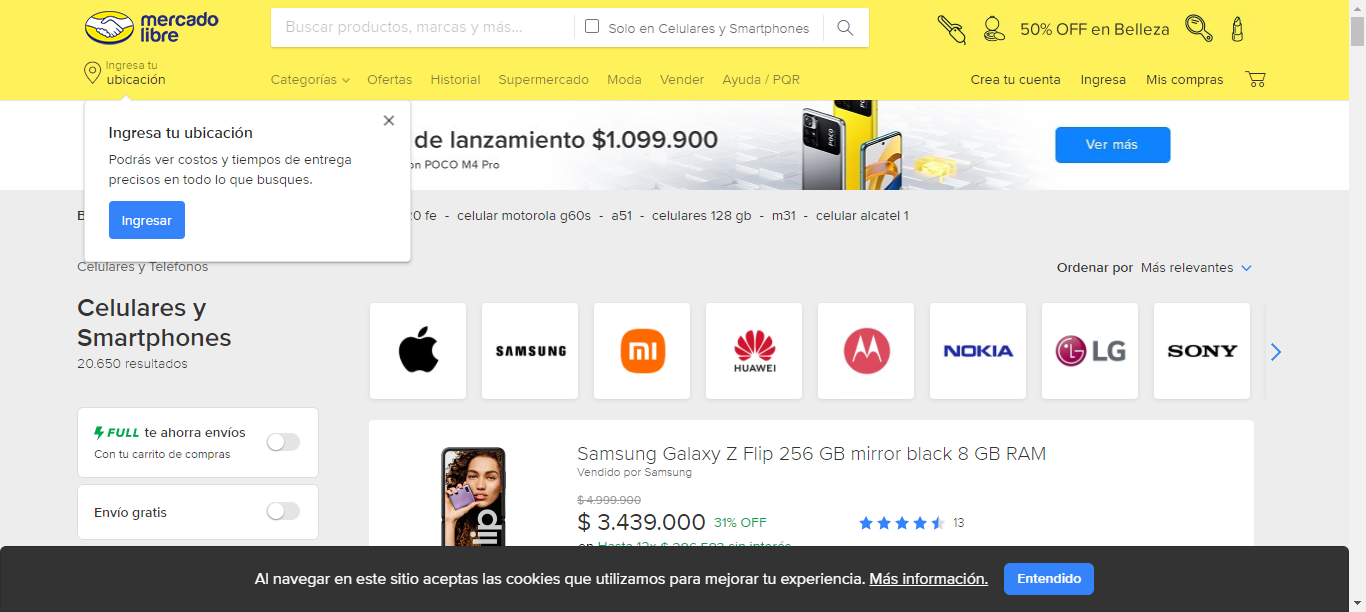 mercado
libre
Buscar productos, marcas y más...
Solo en Celulares y Smartphones
50% OFF en Belleza
Ingresa tu
ubicación
Categorías
Ofertas
Historial
Supermercado
Moda
Vender
Ayuda / PQR
Crea tu cuenta
Ingresa
Mis compras
Ingresa tu ubicación
Podrás ver costos y tiempos de entrega
precisos en todo lo que busques.
Ingresar
de lanzamiento $1.099.900
POCO M4 Pro
POCO
Ver más
fe - celular motorola g60s - a51 - celulares 128 gb - m31 - celular alcatel 1
Celulares y Teléfonos
Ordenar por Más relevantes
Celulares y
Smartphones
20.650 resultados
SAMSUNG
mi
HUAWEI
NOKIA
LG
SONY
FULL te ahorra envíos
Con tu carrito de compras
Envío gratis
Samsung Galaxy Z Flip 256 GB mirror black 8 GB RAM
Vendido por Samsung
$ 4.999.900
$ 3.439.000 31% OFF
13
en Hasta 12x $ 286.583 sin interés
Al navegar en este sitio aceptas las cookies que utilizamos para mejorar tu experiencia. Más información.
Entendido